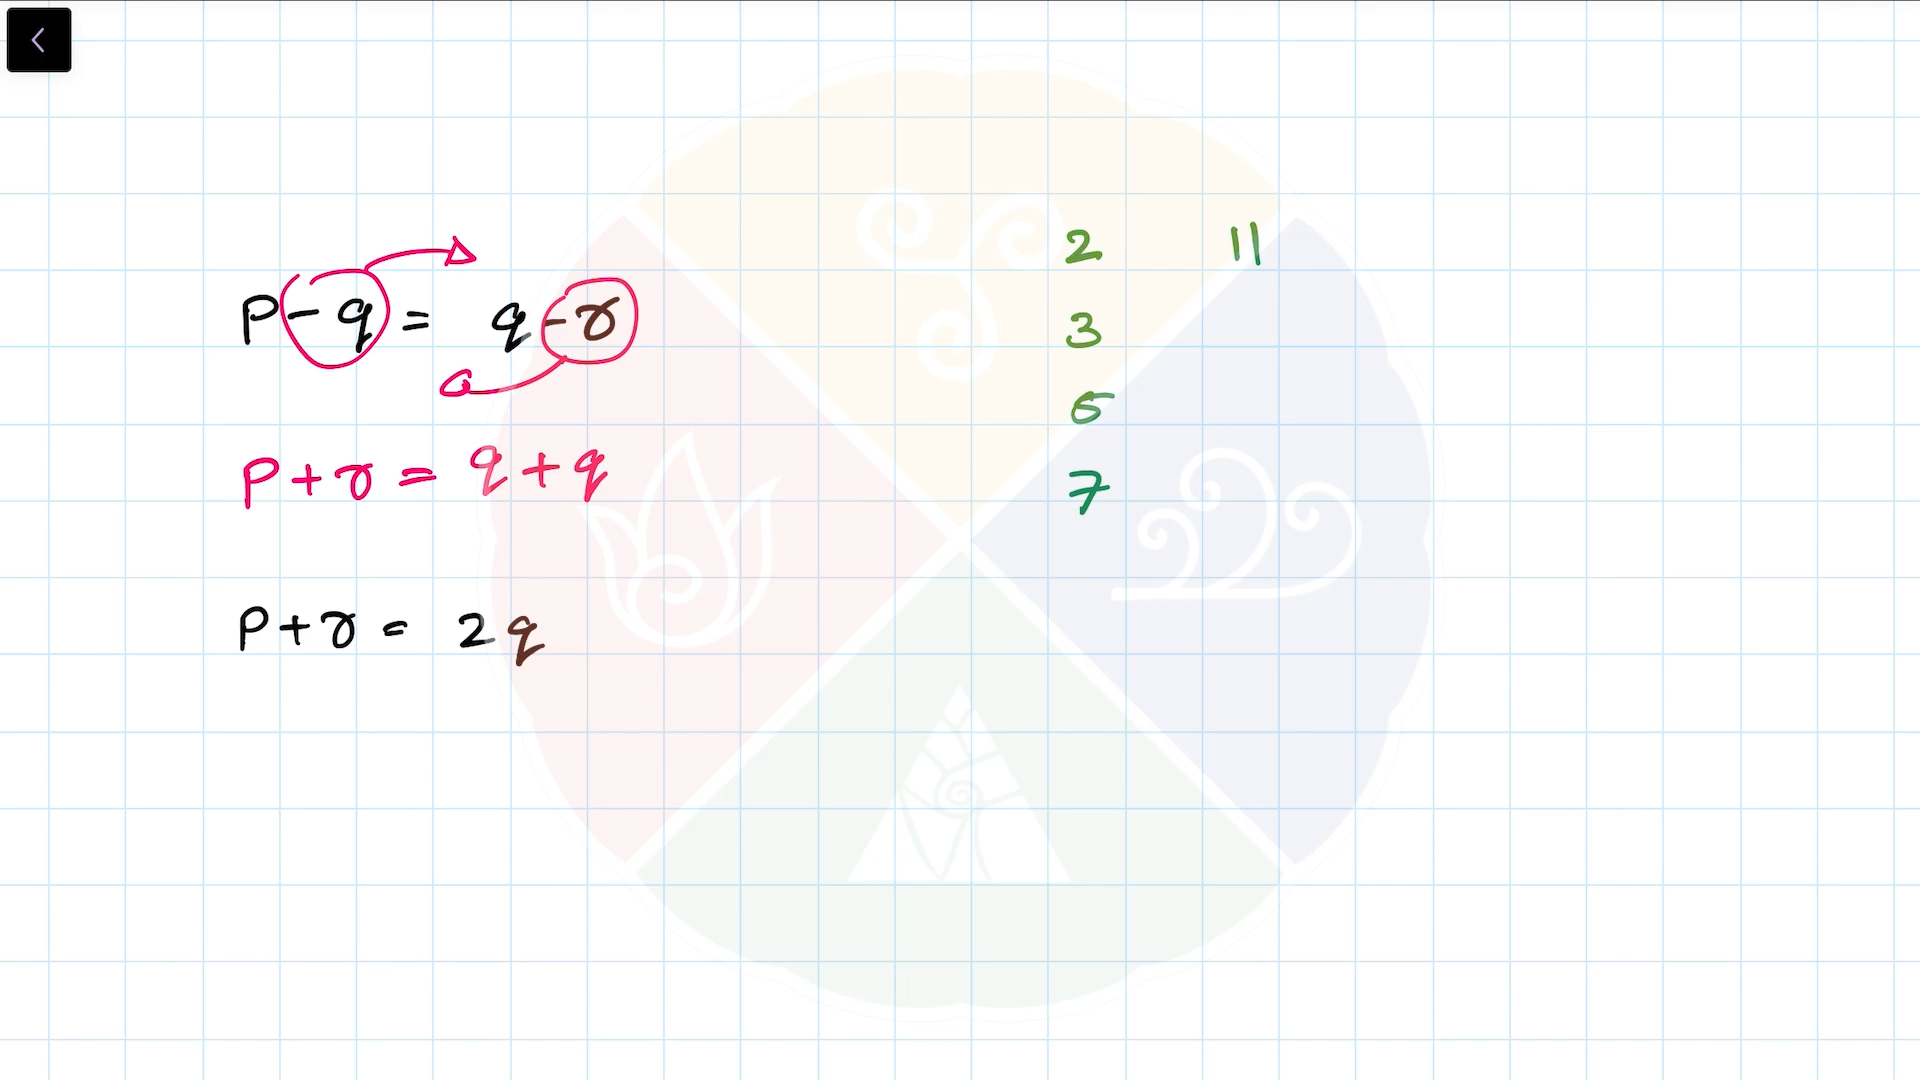 P - q = q - r
P + r = q + q
P + r = 2q
2 11
3
5
7